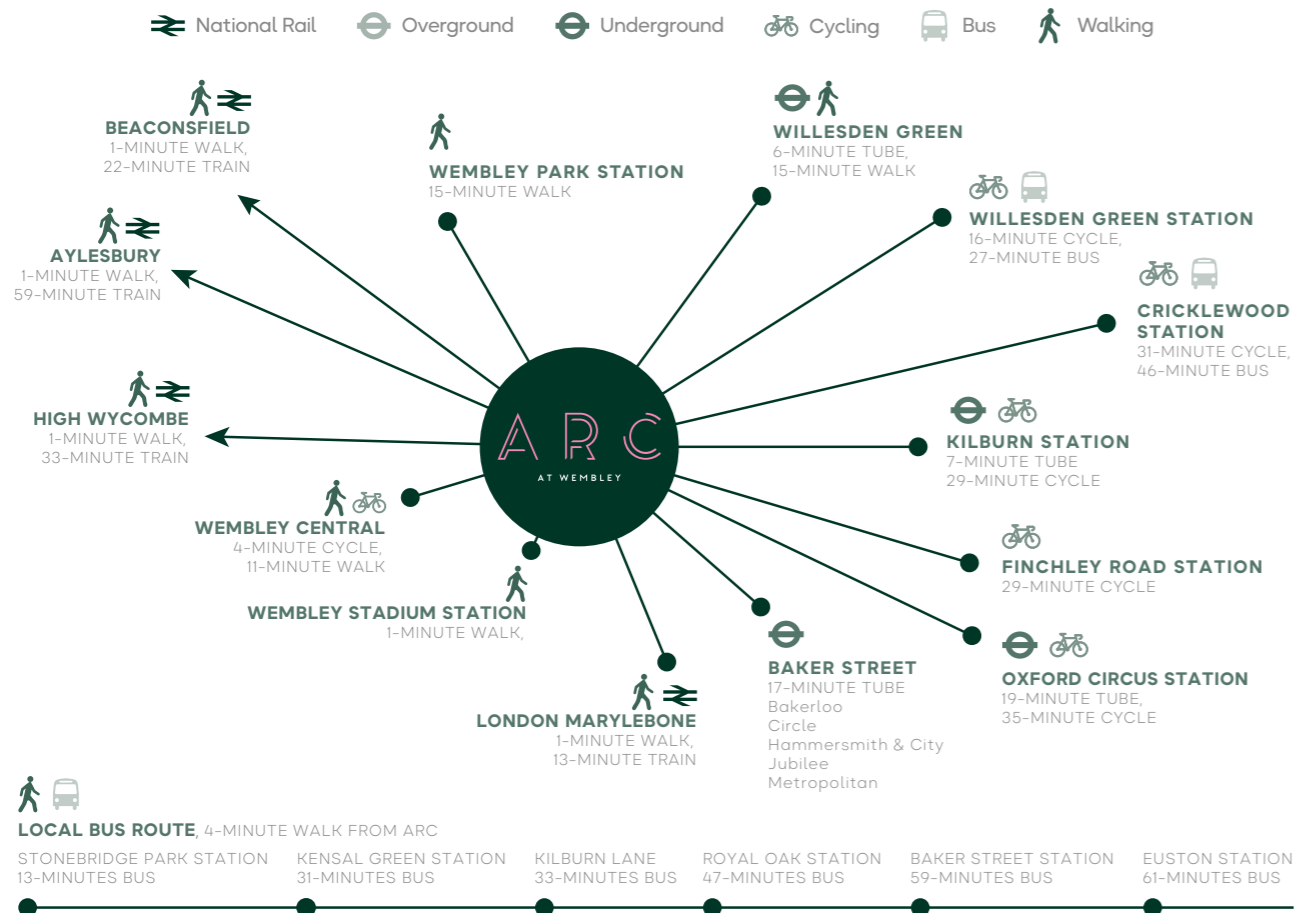 National Rail
Overground
Underground
Cycling
Bus
Walking
BEACONSFIELD
1-MINUTE WALK,
22-MINUTE TRAIN
WEMBLEY PARK STATION
15-MINUTE WALK
WILLESDEN GREEN
6-MINUTE TUBE,
15-MINUTE WALK
WILLESDEN GREEN STATION
16-MINUTE CYCLE,
27-MINUTE BUS
AYLESBURY
1-MINUTE WALK,
59-MINUTE TRAIN
CRICKLEWOOD
STATION
31-MINUTE CYCLE,
46-MINUTE BUS
HIGH WYCOMBE
1-MINUTE WALK,
33-MINUTE TRAIN
ARC
AT WEMBLEY
KILBURN STATION
7-MINUTE TUBE
29-MINUTE CYCLE
WEMBLEY CENTRAL
4-MINUTE CYCLE,
11-MINUTE WALK
FINCHLEY ROAD STATION
29-MINUTE CYCLE
WEMBLEY STADIUM STATION
1-MINUTE WALK,
BAKER STREET
17-MINUTE TUBE
Bakerloo
Circle
Hammersmith & City
Jubilee
Metropolitan
OXFORD CIRCUS STATION
19-MINUTE TUBE,
35-MINUTE CYCLE
LONDON MARYLEBONE
1-MINUTE WALK,
13-MINUTE TRAIN
LOCAL BUS ROUTE, 4-MINUTE WALK FROM ARC
STONEBRIDGE PARK STATION
13-MINUTES BUS
KENSAL GREEN STATION
31-MINUTES BUS
KILBURN LANE
33-MINUTES BUS
ROYAL OAK STATION
47-MINUTES BUS
BAKER STREET STATION
59-MINUTES BUS
EUSTON STATION
61-MINUTES BUS